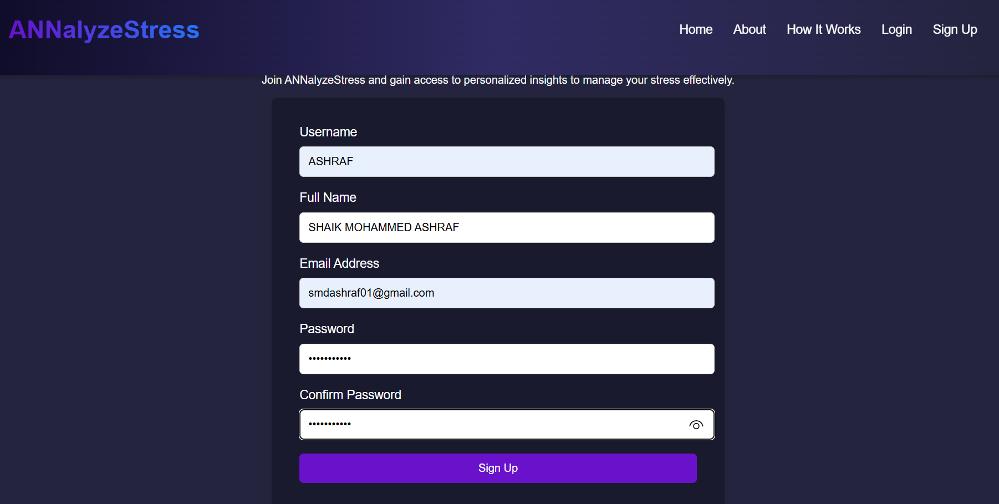 ANNalyzeStress
Home About How It Works Login Sign Up
Join ANNalyzeStress and gain access to personalized insights to manage your stress effectively.
Username
ASHRAF
Full Name
SHAIK MOHAMMED ASHRAF
Email Address
smdashraf01@gmail.com
Password
•••••••••••
Confirm Password
•••••••••••
Sign Up